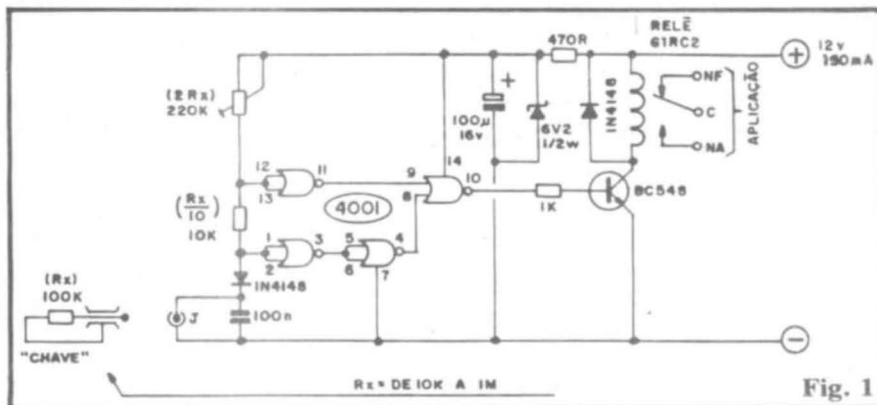 RELÊ
G1RC2
470R
12v
150mA
(2Rx)
220K
100µ
16v
+
6V2
1/2w
1N4148
NF
C
NA
APLICAÇÃO
12
13
11
14
9
8
10
(Rx/10)
10K
4001
1K
BC548
1
2
3
5
6
4
7
1N4148
(Rx)
100K
J
100n
"CHAVE"
Rx = DE 10K A 1M
Fig. 1